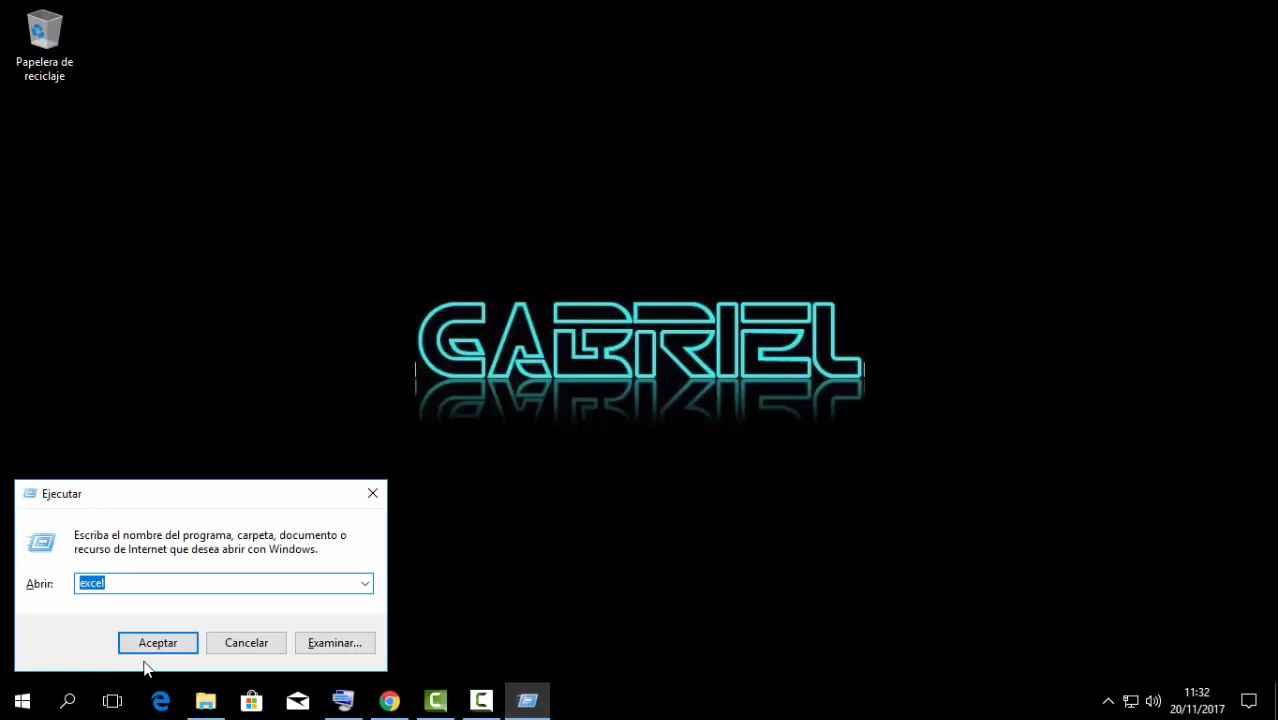 Papelera de
reciclaje
GABRIEL
Ejecutar
Escriba el nombre del programa, carpeta, documento o
recurso de Internet que desea abrir con Windows.
Abrir:
excel
Aceptar
Cancelar
Examinar...
11:32
20/11/2017